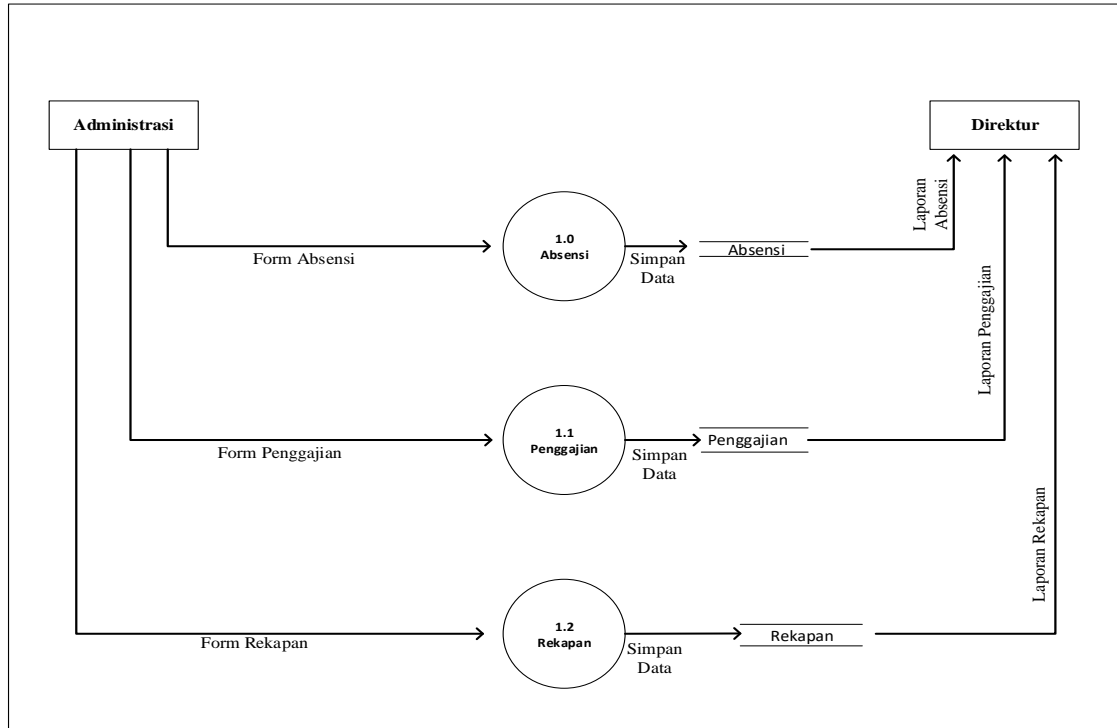 Administrasi
Direktur
Laporan
Absensi
1.0
Absensi
Form Absensi
Simpan
Data
Absensi
Laporan Penggajian
1.1
Penggajian
Form Penggajian
Simpan
Data
Penggajian
Laporan Rekapan
1.2
Rekapan
Form Rekapan
Simpan
Data
Rekapan